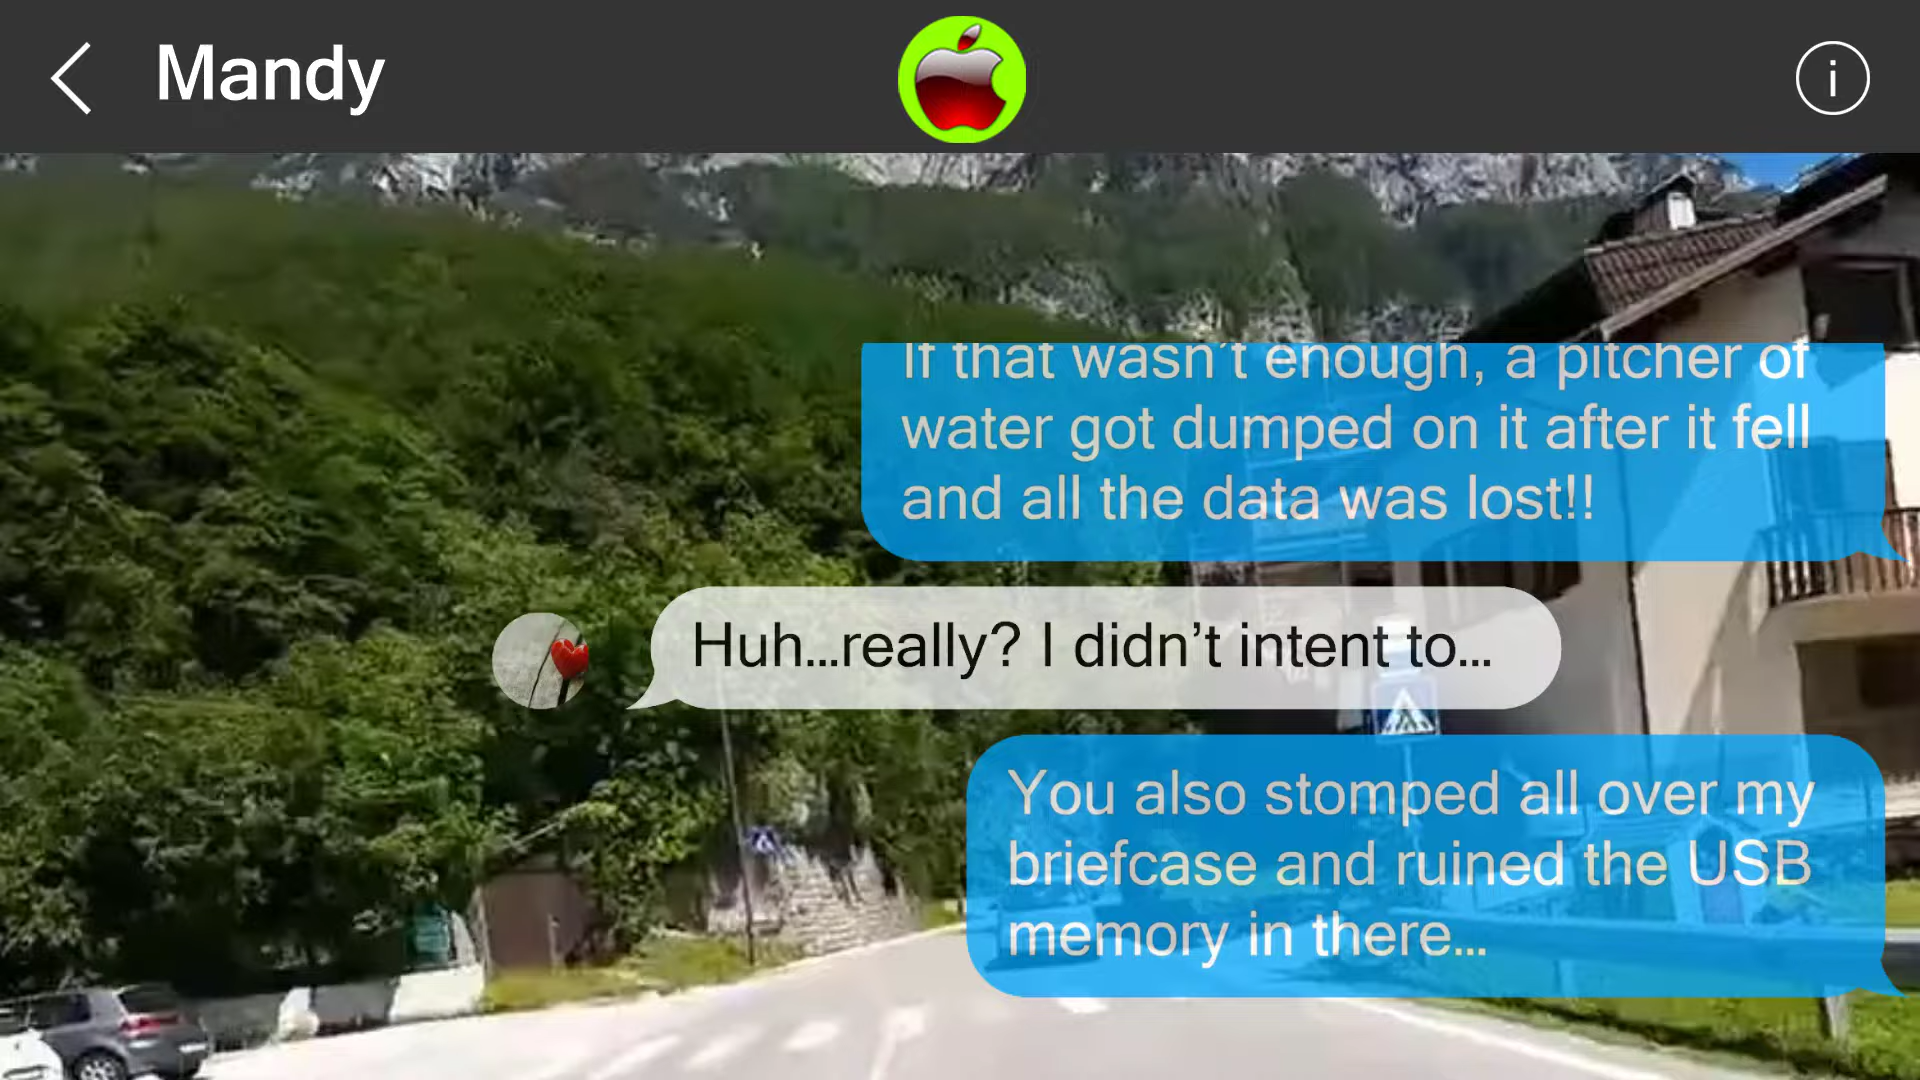 Mandy
If that wasn't enough, a pitcher of
water got dumped on it after it fell
and all the data was lost!!
Huh...really? I didn’t intent to...
You also stomped all over my
briefcase and ruined the USB
memory in there...